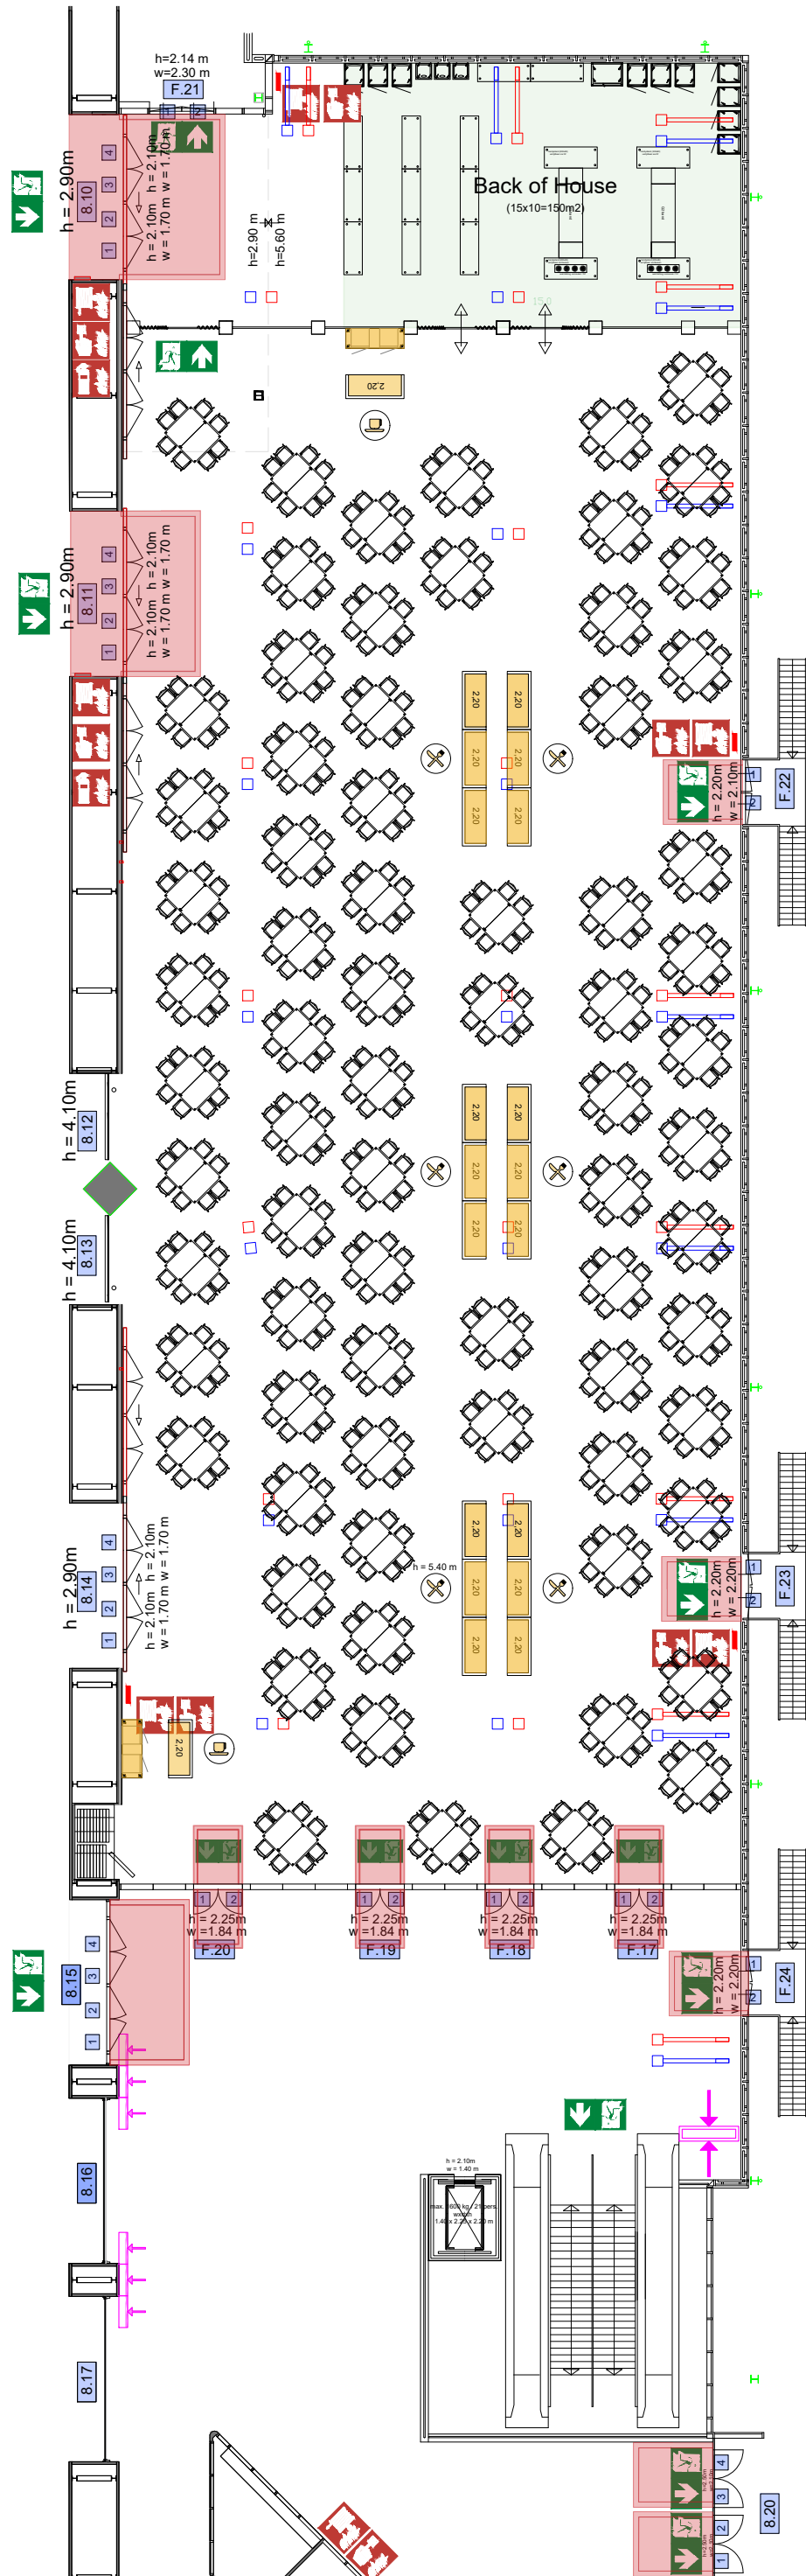 h=2.14 m
w=2.30 m
F.21
1
2
h = 2.90m
8.10
4
3
2
1
h = 2.10m h = 2.10m
w = 1.70 m w = 1.70 m
h=2.90 m
h=5.60 m
Back of House
(15x10=150m2)
15.0
2,20
h = 2.90m
8.11
4
3
2
1
h = 2.10m h = 2.10m
w = 1.70 m w = 1.70 m
2,20
2,20
2,20
2,20
2,20
2,20
h = 2.20m
w = 2.10m
1
2
F.22
h = 4.10m
8.12
h = 4.10m
8.13
2,20
2,20
2,20
2,20
2,20
2,20
h = 2.90m
8.14
4
3
2
1
h = 2.10m h = 2.10m
w = 1.70 m w = 1.70 m
h = 5.40 m
2,20
2,20
2,20
2,20
2,20
2,20
h = 2.20m
w = 2.20m
1
2
F.23
2,20
1
2
h = 2.25m
w = 1.84 m
F.20
1
2
h = 2.25m
w = 1.84 m
F.19
1
2
h = 2.25m
w = 1.84 m
F.18
1
2
h = 2.25m
w = 1.84 m
F.17
8.15
4
3
2
1
h = 2.20m
w = 2.20m
1
2
F.24
h = 2.10m
w = 1.40 m
8.16
8.17
4
3
2
1
8.20